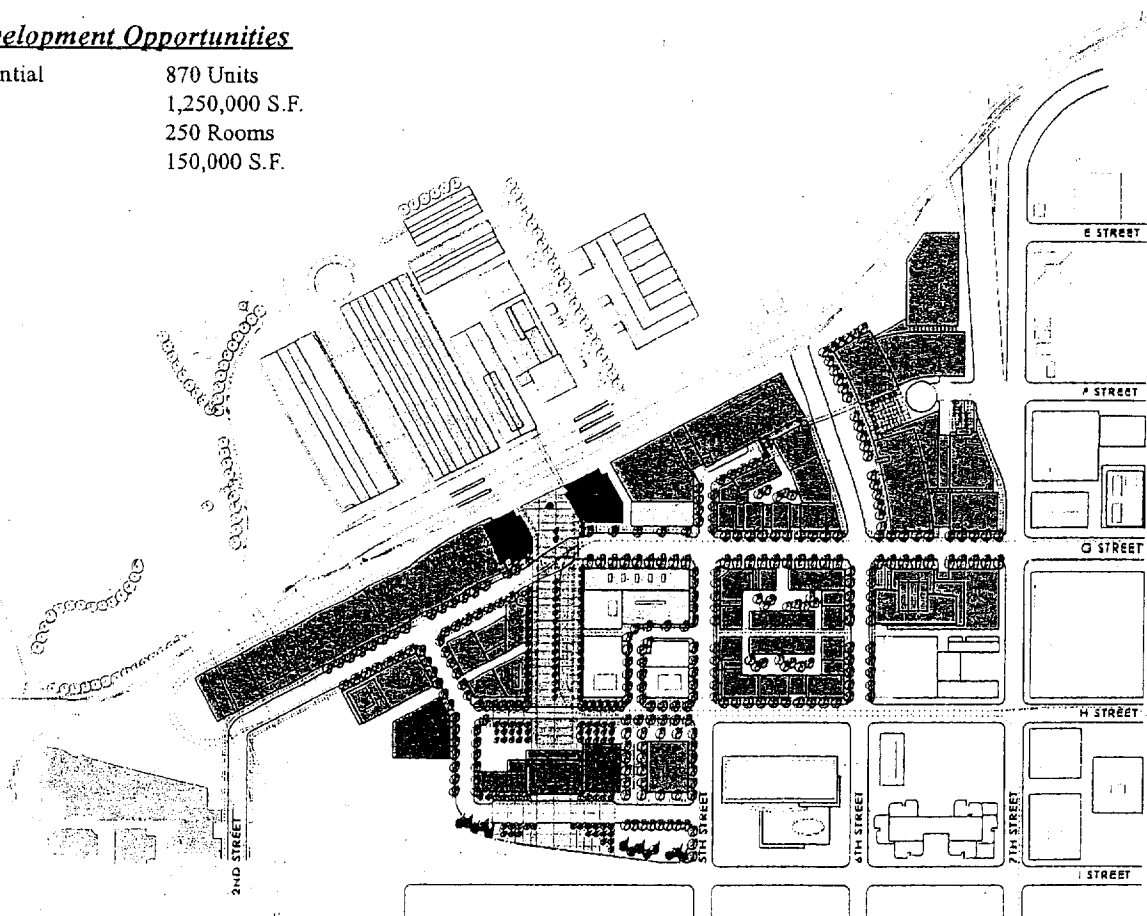 elopment Opportunities
ntial 870 Units
1,250,000 S.F.
250 Rooms
150,000 S.F.
E STREET
F STREET
G STREET
H STREET
5TH STREET
6TH STREET
7TH STREET
2ND STREET
I STREET